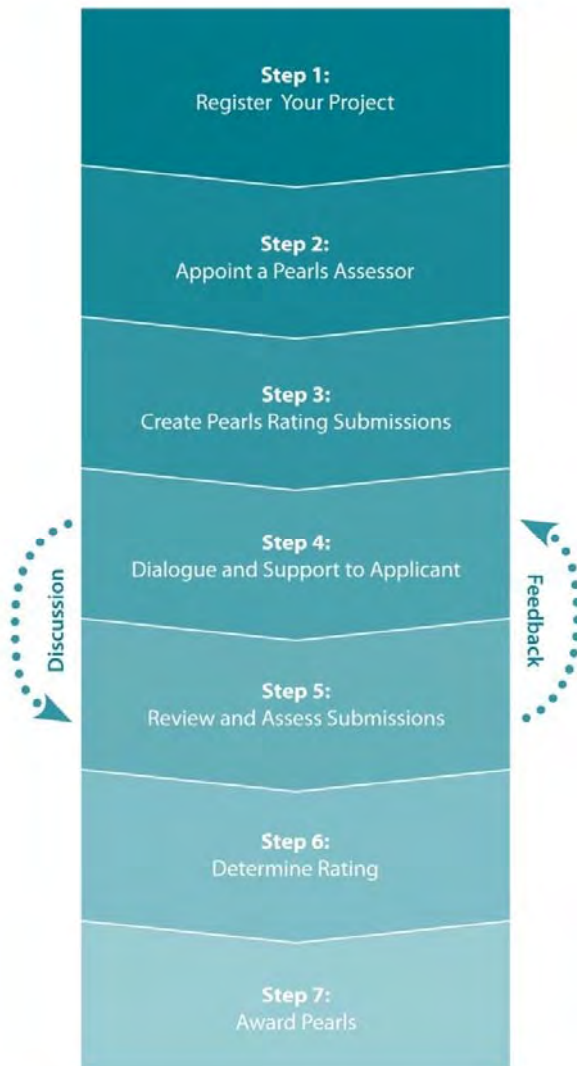 Step 1:
Register Your Project
Step 2:
Appoint a Pearls Assessor
Step 3:
Create Pearls Rating Submissions
Step 4:
Dialogue and Support to Applicant
Discussion
Feedback
Step 5:
Review and Assess Submissions
Step 6:
Determine Rating
Step 7:
Award Pearls